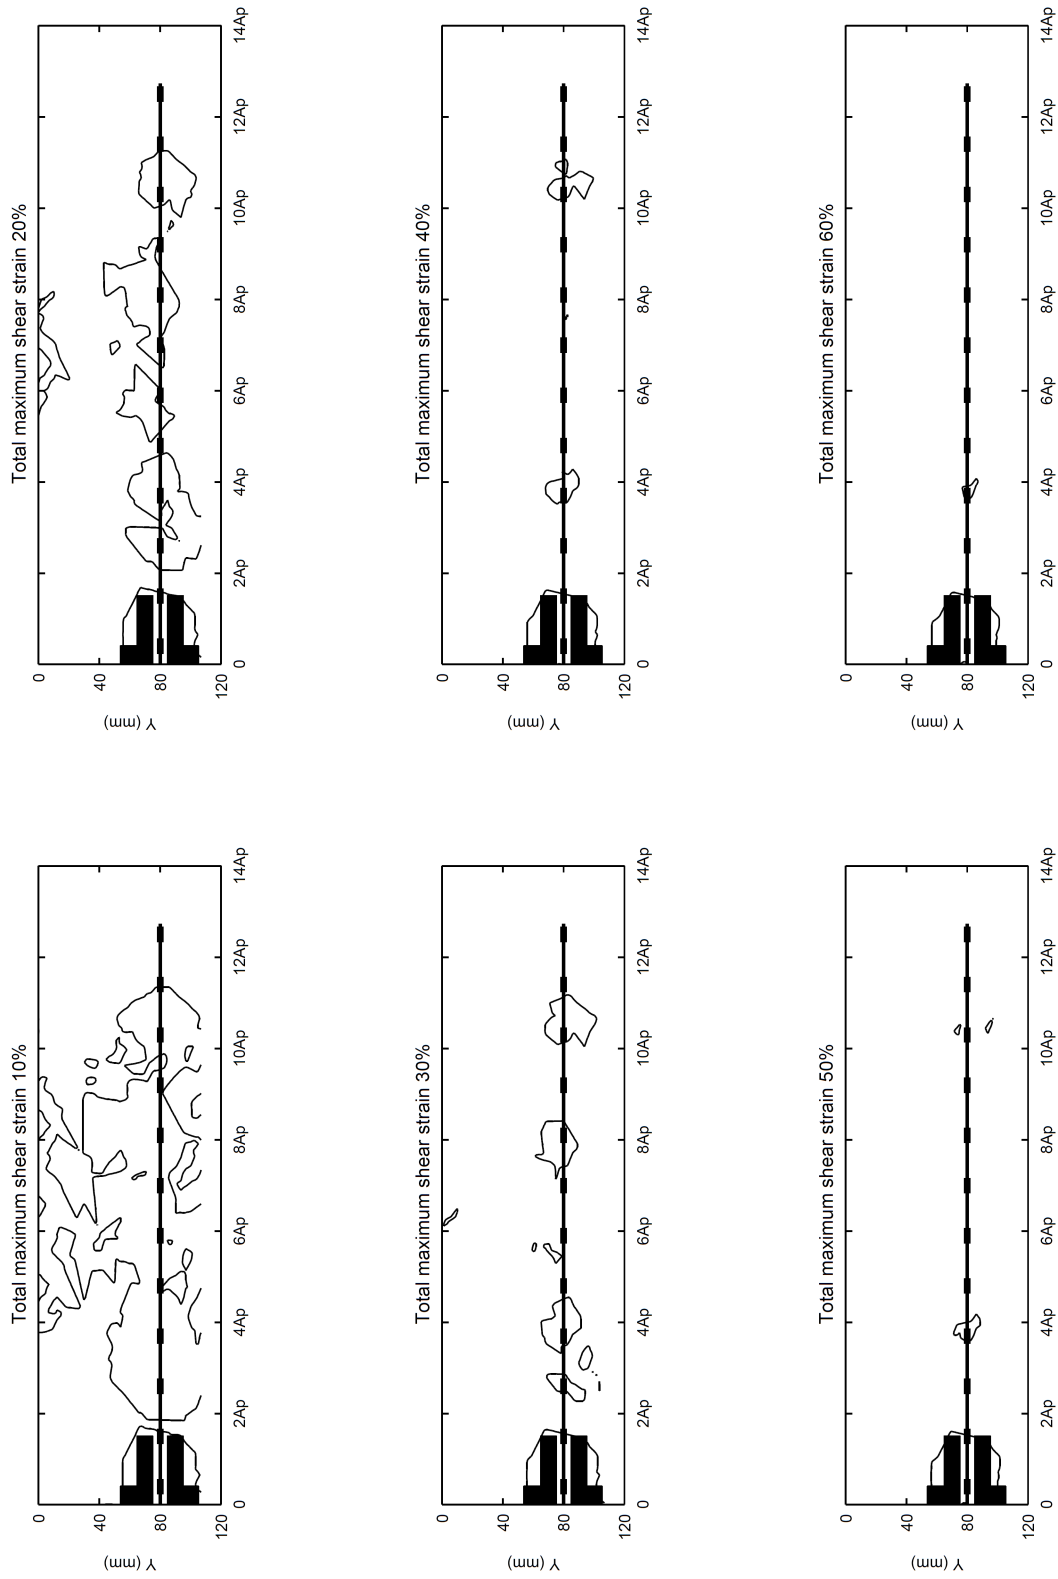 Total maximum shear strain 10%
0
40
80
120
Y (mm)
0
2Ap
4Ap
6Ap
8Ap
10Ap
12Ap
14Ap
Total maximum shear strain 20%
0
40
80
120
Y (mm)
0
2Ap
4Ap
6Ap
8Ap
10Ap
12Ap
14Ap
Total maximum shear strain 30%
0
40
80
120
Y (mm)
0
2Ap
4Ap
6Ap
8Ap
10Ap
12Ap
14Ap
Total maximum shear strain 40%
0
40
80
120
Y (mm)
0
2Ap
4Ap
6Ap
8Ap
10Ap
12Ap
14Ap
Total maximum shear strain 50%
0
40
80
120
Y (mm)
0
2Ap
4Ap
6Ap
8Ap
10Ap
12Ap
14Ap
Total maximum shear strain 60%
0
40
80
120
Y (mm)
0
2Ap
4Ap
6Ap
8Ap
10Ap
12Ap
14Ap